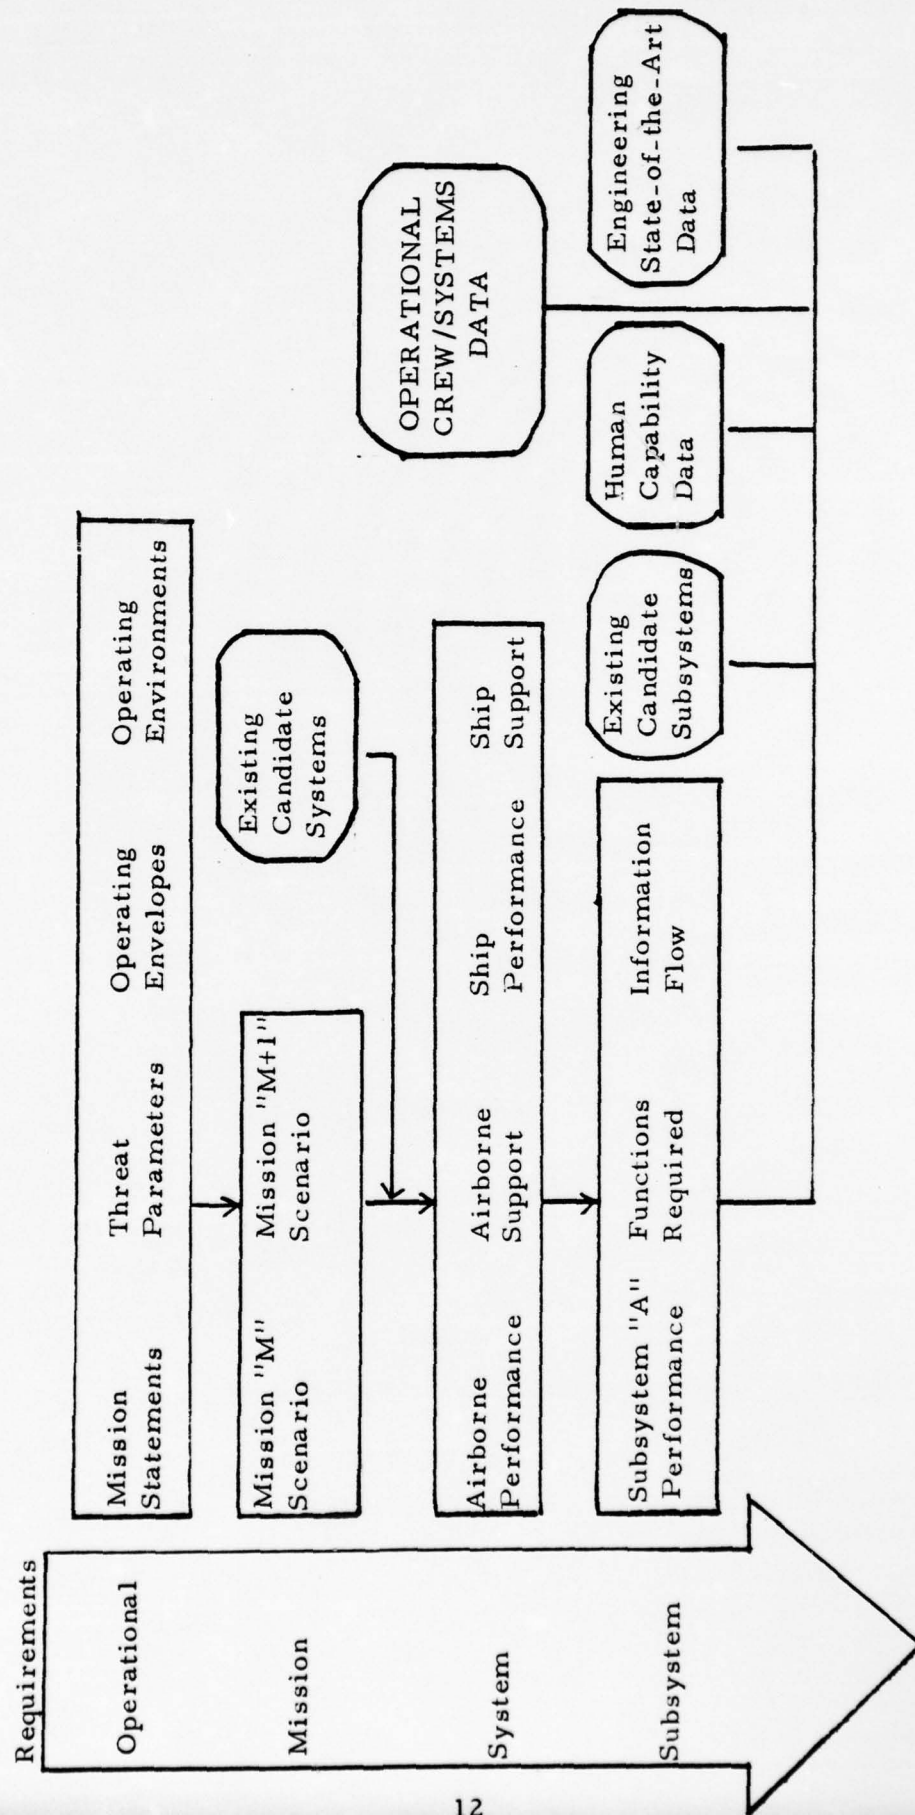 Requirements
Operational
Mission
Statements
Threat
Parameters
Operating
Envelopes
Operating
Environments
Mission
Mission "M"
Scenario
Mission "M+1"
Scenario
Existing
Candidate
Systems
System
Airborne
Performance
Airborne
Support
Ship
Performance
Ship
Support
OPERATIONAL
CREW/SYSTEMS
DATA
Subsystem
Subsystem "A"
Performance
Functions
Required
Information
Flow
Existing
Candidate
Subsystems
Human
Capability
Data
Engineering
State-of-the-Art
Data
12